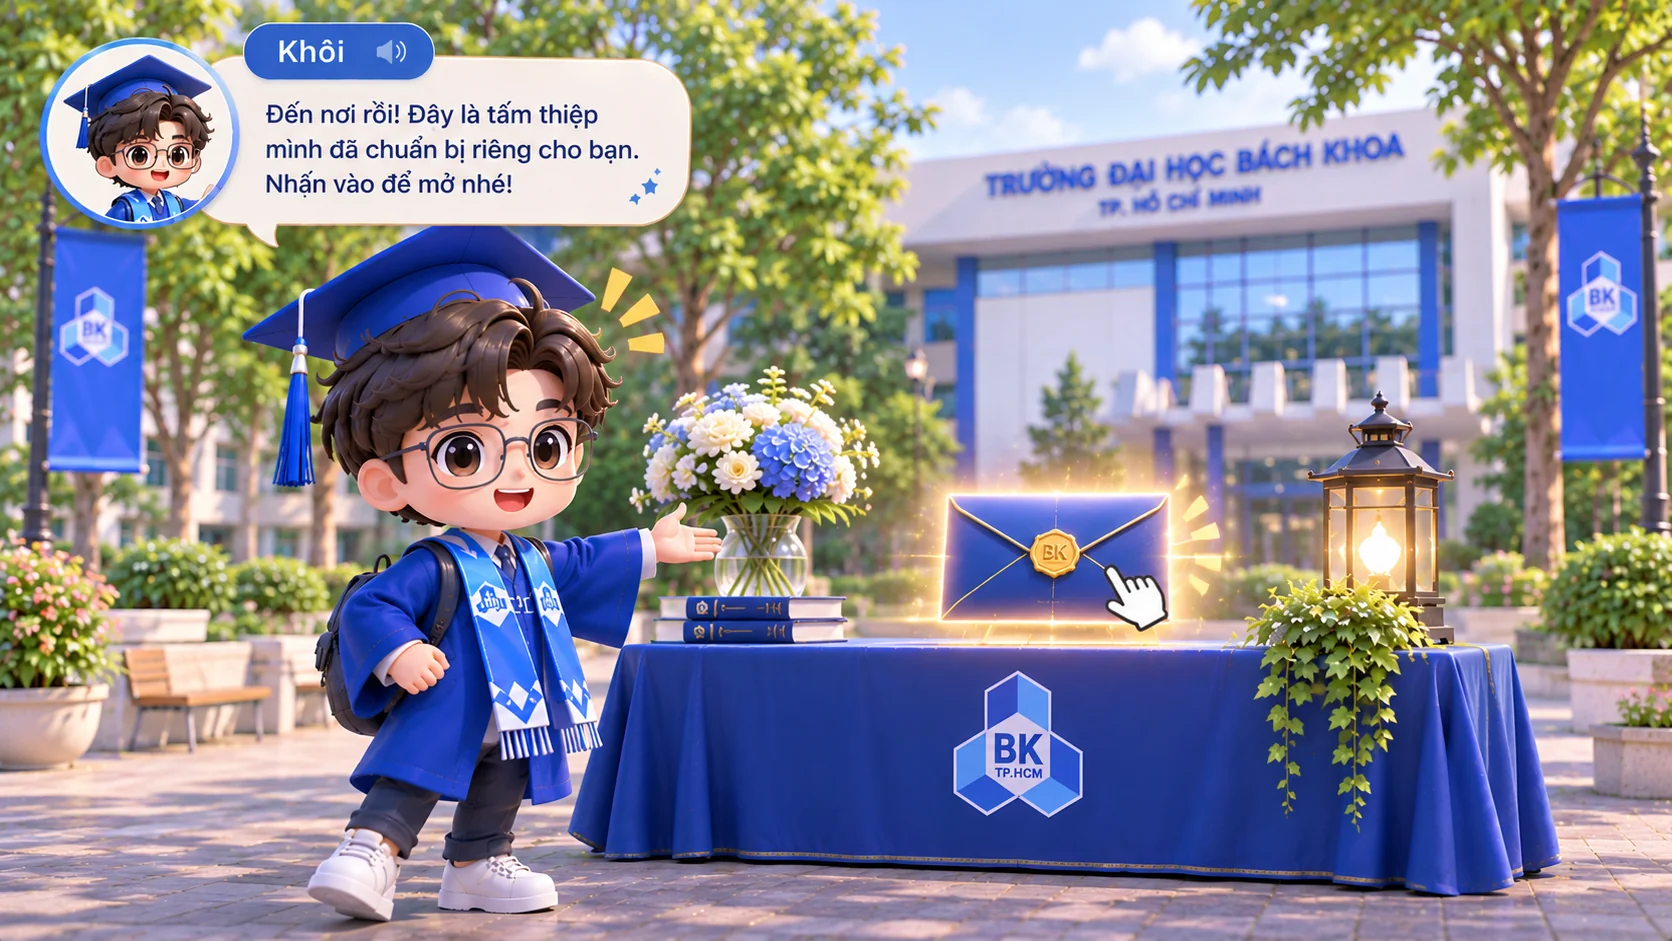 Khôi
Đến nơi rồi! Đây là tấm thiệp
mình đã chuẩn bị riêng cho bạn.
Nhấn vào để mở nhé!
TRƯỜNG ĐẠI HỌC BÁCH KHOA
TP. HỒ CHÍ MINH
BK
BK
BK
BK
TP.HCM